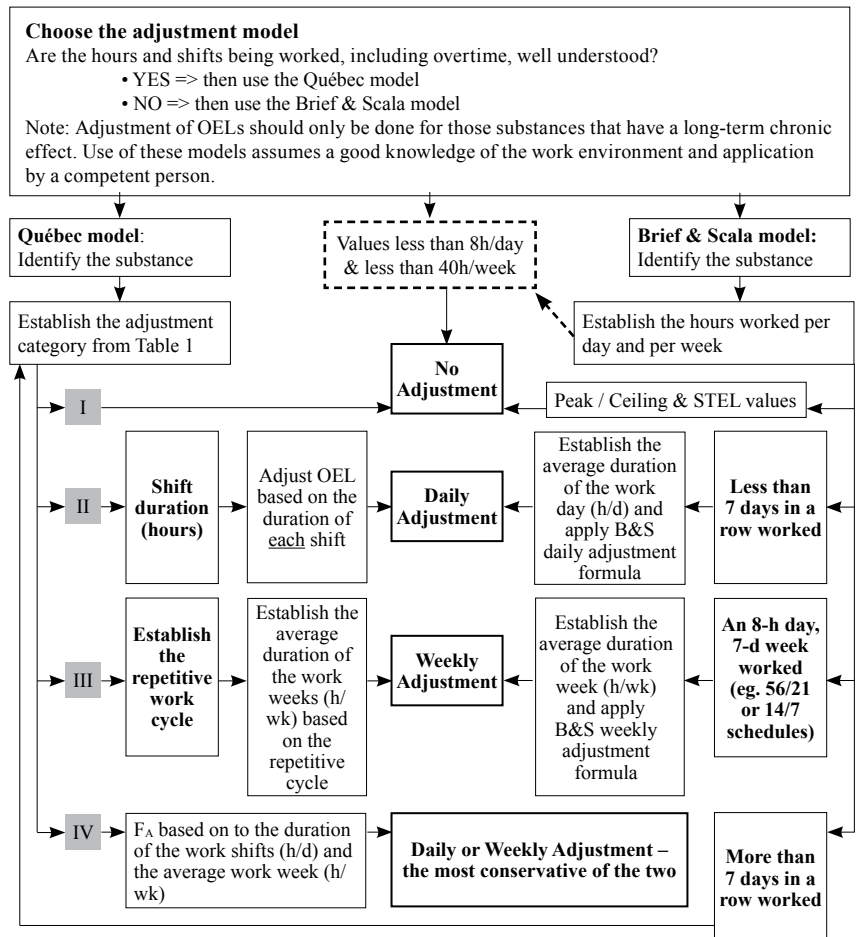 Choose the adjustment model
Are the hours and shifts being worked, including overtime, well understood?
• YES => then use the Québec model
• NO => then use the Brief & Scala model
Note: Adjustment of OELs should only be done for those substances that have a long-term chronic
effect. Use of these models assumes a good knowledge of the work environment and application
by a competent person.
Québec model:
Identify the substance
Values less than 8h/day
& less than 40h/week
Brief & Scala model:
Identify the substance
Establish the adjustment
category from Table 1
Establish the hours worked per
day and per week
No
Adjustment
I
Peak / Ceiling & STEL values
II
Shift
duration
(hours)
Adjust OEL
based on the
duration of
each shift
Daily
Adjustment
Establish the
average duration
of the work
day (h/d) and
apply B&S
daily adjustment
formula
Less than
7 days in a
row worked
III
Establish
the
repetitive
work
cycle
Establish the
average
duration of
the work
weeks (h/
wk) based
on the
repetitive
cycle
Weekly
Adjustment
Establish the
average duration
of the work
week (h/wk)
and apply
B&S weekly
adjustment
formula
An 8-h day,
7-d week
worked
(eg. 56/21
or 14/7
schedules)
IV
FA based on to the duration
of the work shifts (h/d) and
the average work week (h/
wk)
Daily or Weekly Adjustment –
the most conservative of the two
More than
7 days in a
row worked